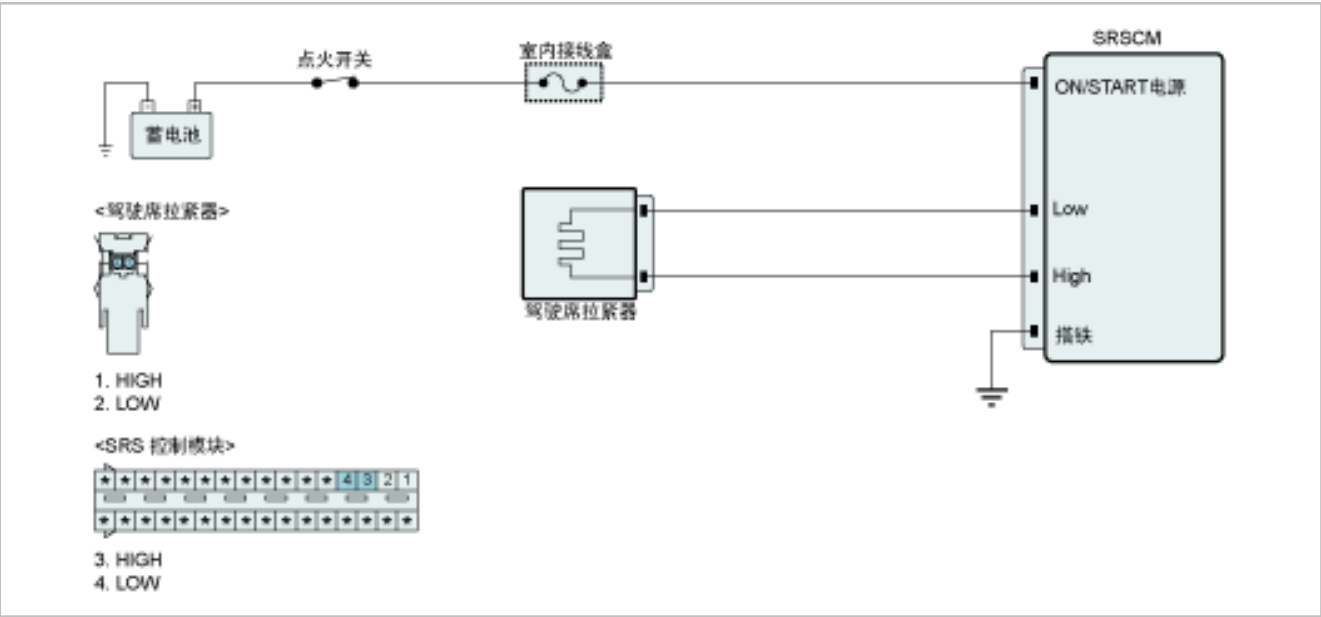 SRSCM
点火开关
室内接线盒
ON/START电源
- +
蓄电池
<驾驶席拉紧器>
Low
High
驾驶席拉紧器
搭铁
1. HIGH
2. LOW
<SRS 控制模块>
* * * * * * * * * * * * 4 3 2 1
* * * * * * * * * * * * * * * *
3. HIGH
4. LOW